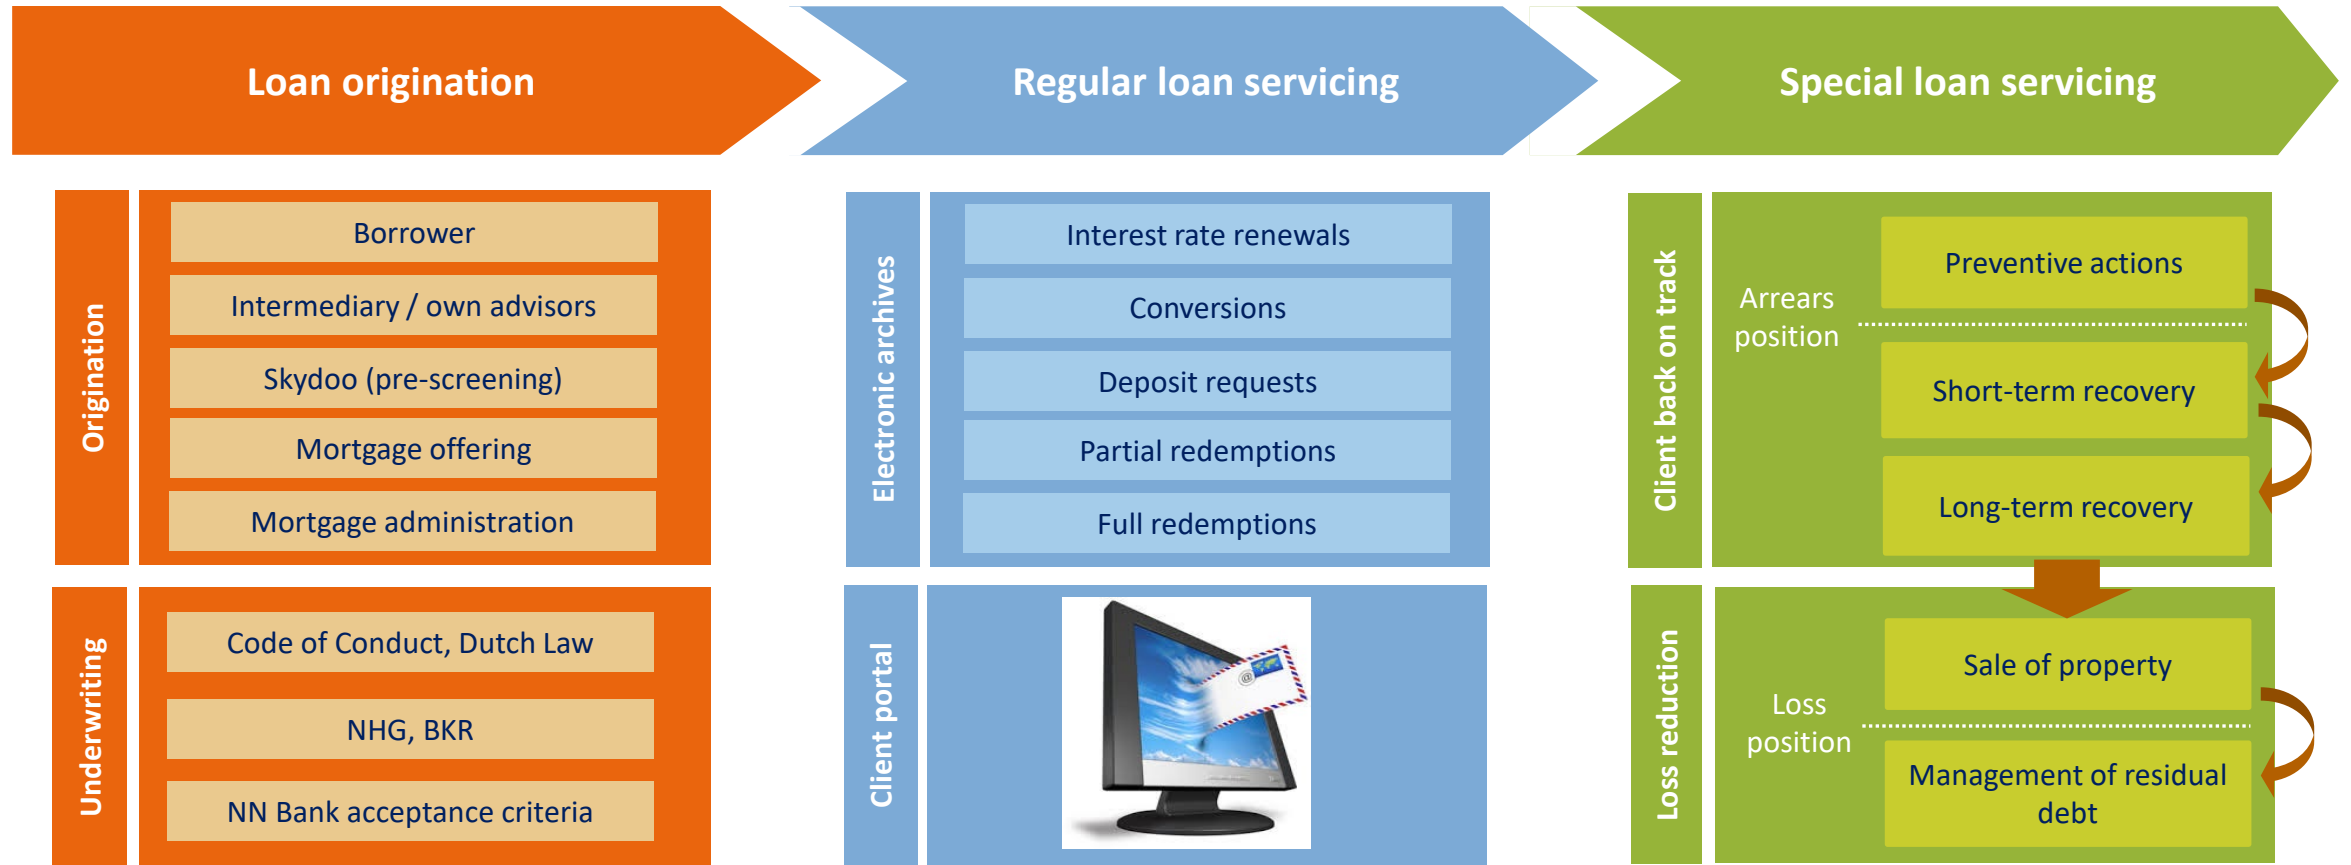 Loan origination
Regular loan servicing
Special loan servicing
Origination
Borrower
Intermediary / own advisors
Skydoo (pre-screening)
Mortgage offering
Mortgage administration
Underwriting
Code of Conduct, Dutch Law
NHG, BKR
NN Bank acceptance criteria
Electronic archives
Interest rate renewals
Conversions
Deposit requests
Partial redemptions
Full redemptions
Client portal
@
Client back on track
Arrears
position
Preventive actions
Short-term recovery
Long-term recovery
Loss reduction
Loss
position
Sale of property
Management of residual
debt